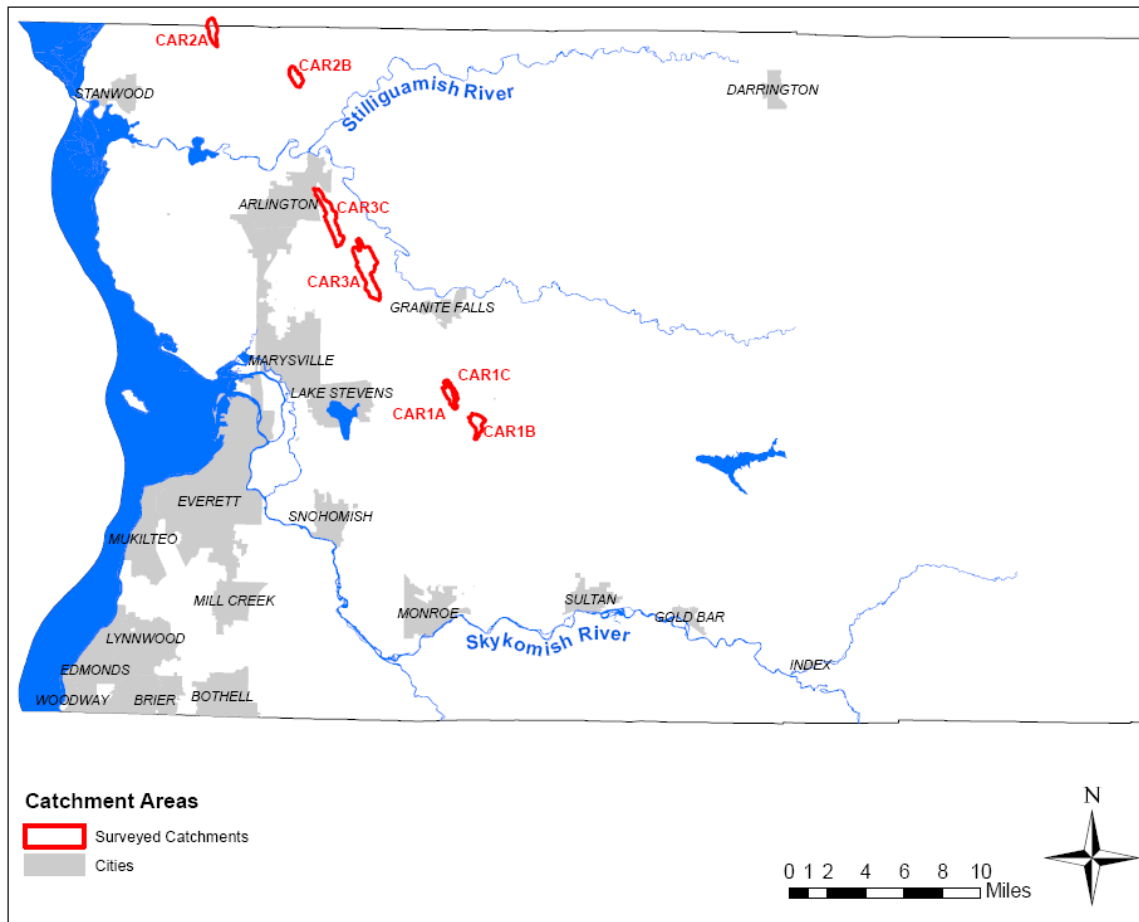 CAR2A
CAR2B
STANWOOD
Stilliguamish River
DARRINGTON
ARLINGTON
CAR3C
CAR3A
GRANITE FALLS
MARYSVILLE
LAKE STEVENS
CAR1C
CAR1A
CAR1B
EVERETT
SNOHOMISH
MUKILTEO
MILL CREEK
MONROE
SULTAN
GOLD BAR
LYNNWOOD
Skykomish River
EDMONDS
INDEX
WOODWAY
BRIER
BOTHELL
Catchment Areas
Surveyed Catchments
Cities
N
0 1 2 4 6 8 10
Miles